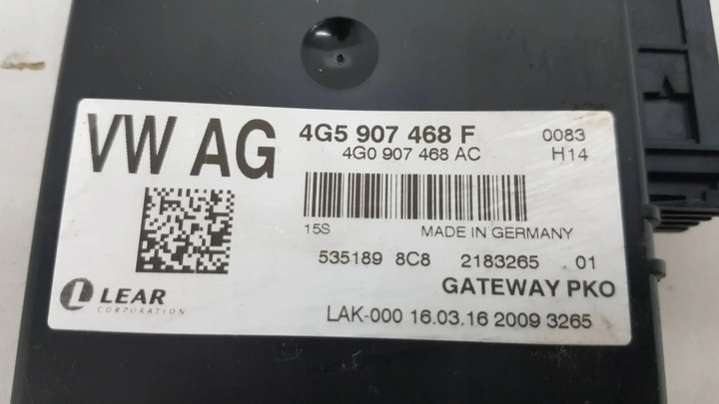 VW AG
4G5 907 468 F 0083
4G0 907 468 AC H14
15S MADE IN GERMANY
535189 8C8 2183265 01
GATEWAY PKO
LEAR
CORPORATION
LAK-000 16.03.16 2009 3265